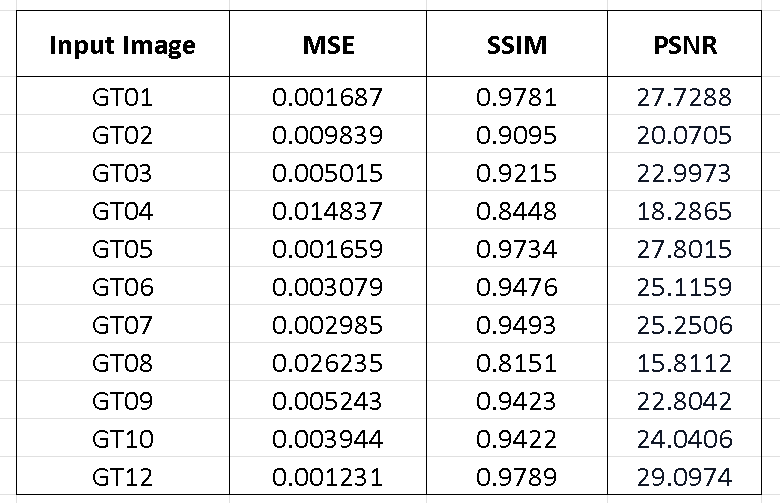 Input Image MSE SSIM PSNR
GT01 0.001687 0.9781 27.7288
GT02 0.009839 0.9095 20.0705
GT03 0.005015 0.9215 22.9973
GT04 0.014837 0.8448 18.2865
GT05 0.001659 0.9734 27.8015
GT06 0.003079 0.9476 25.1159
GT07 0.002985 0.9493 25.2506
GT08 0.026235 0.8151 15.8112
GT09 0.005243 0.9423 22.8042
GT10 0.003944 0.9422 24.0406
GT12 0.001231 0.9789 29.0974